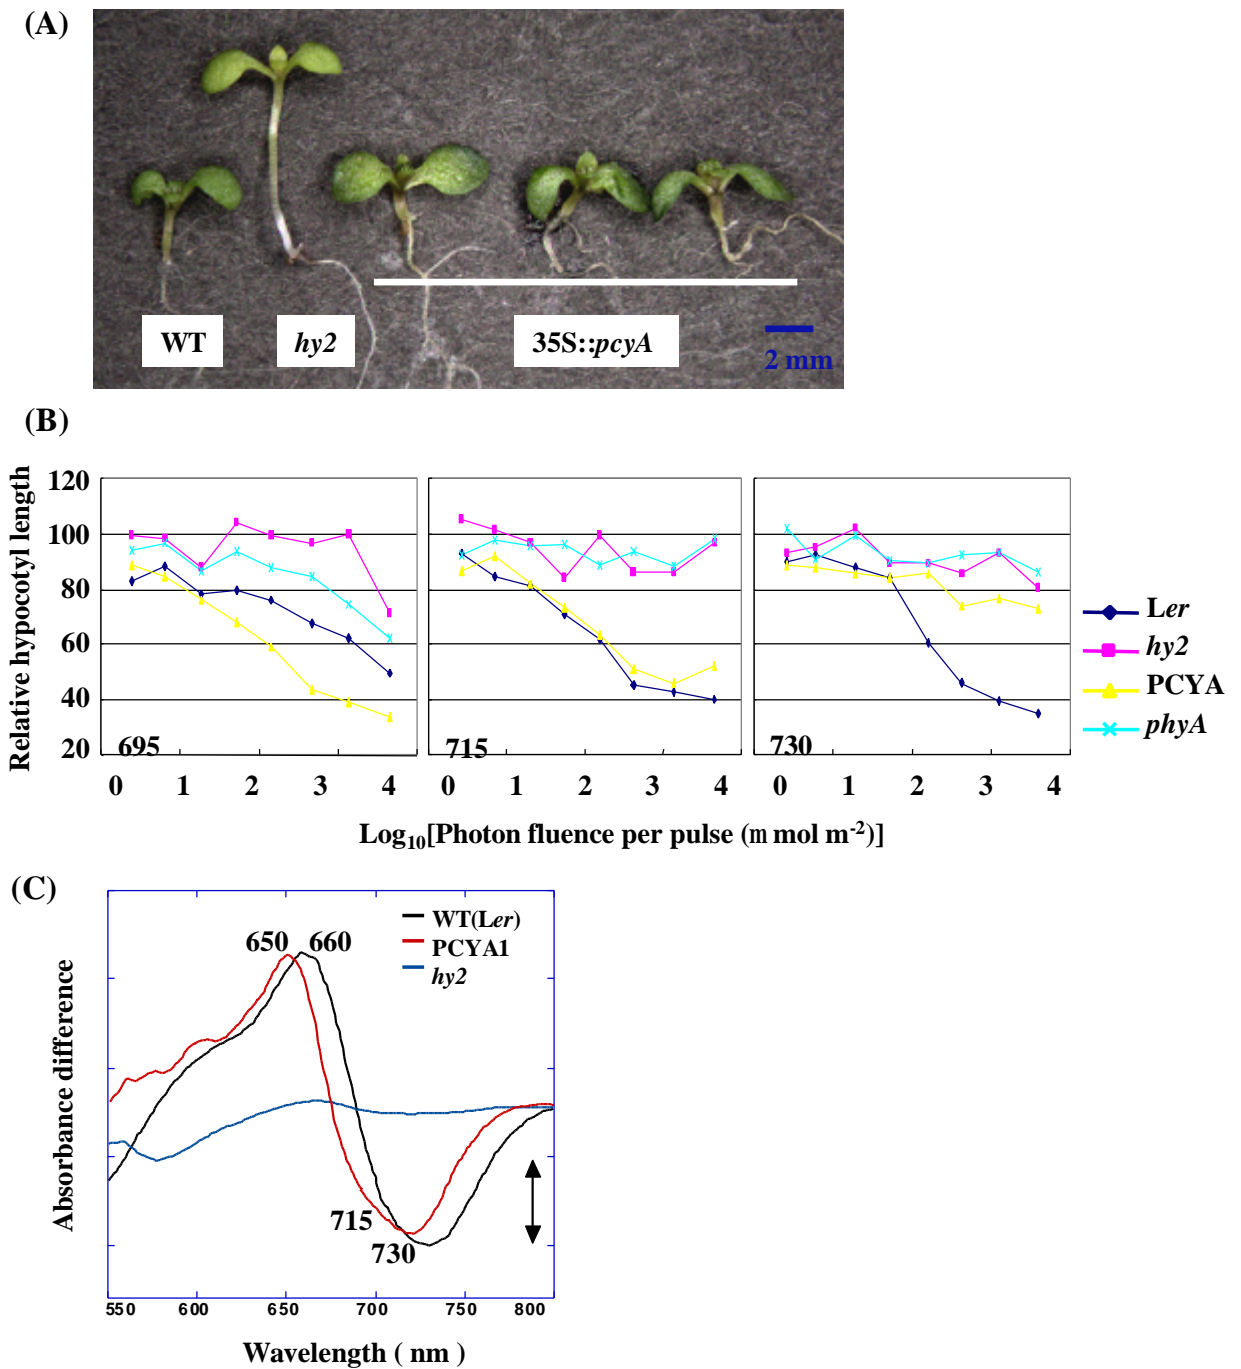 (A)
WT
hy2
35S::pcyA
2 mm
(B)
Relative hypocotyl length
120
100
80
60
40
20
695
715
730
0 1 2 3 4
0 1 2 3 4
0 1 2 3 4
Log10[Photon fluence per pulse (m mol m-2)]
Ler
hy2
PCYA
phyA
(C)
Absorbance difference
650 660
WT(Ler)
PCYA1
hy2
715
730
550 600 650 700 750 800
Wavelength ( nm )